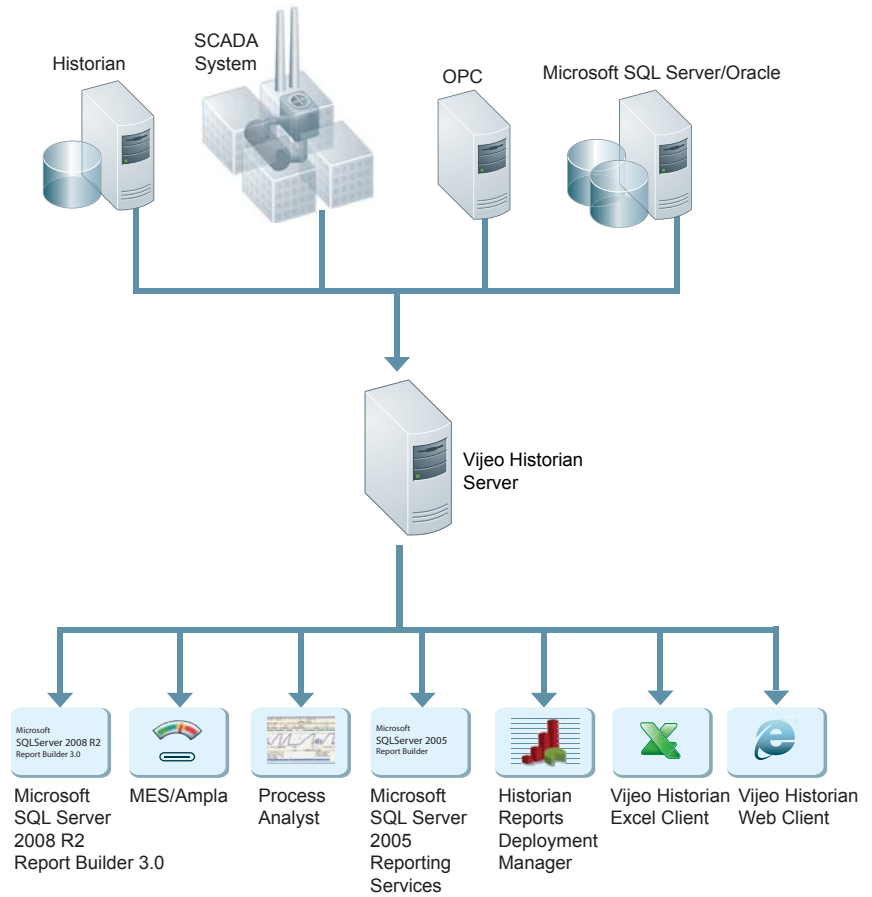 Historian
SCADA
System
OPC
Microsoft SQL Server/Oracle
Vijeo Historian
Server
Microsoft
SQLServer 2008 R2
Report Builder 3.0
Microsoft
SQLServer 2005
Report Builder
Microsoft
SQL Server
2008 R2
Report Builder 3.0
MES/Ampla
Process
Analyst
Microsoft
SQL Server
2005
Reporting
Services
Historian
Reports
Deployment
Manager
Vijeo Historian
Excel Client
Vijeo Historian
Web Client